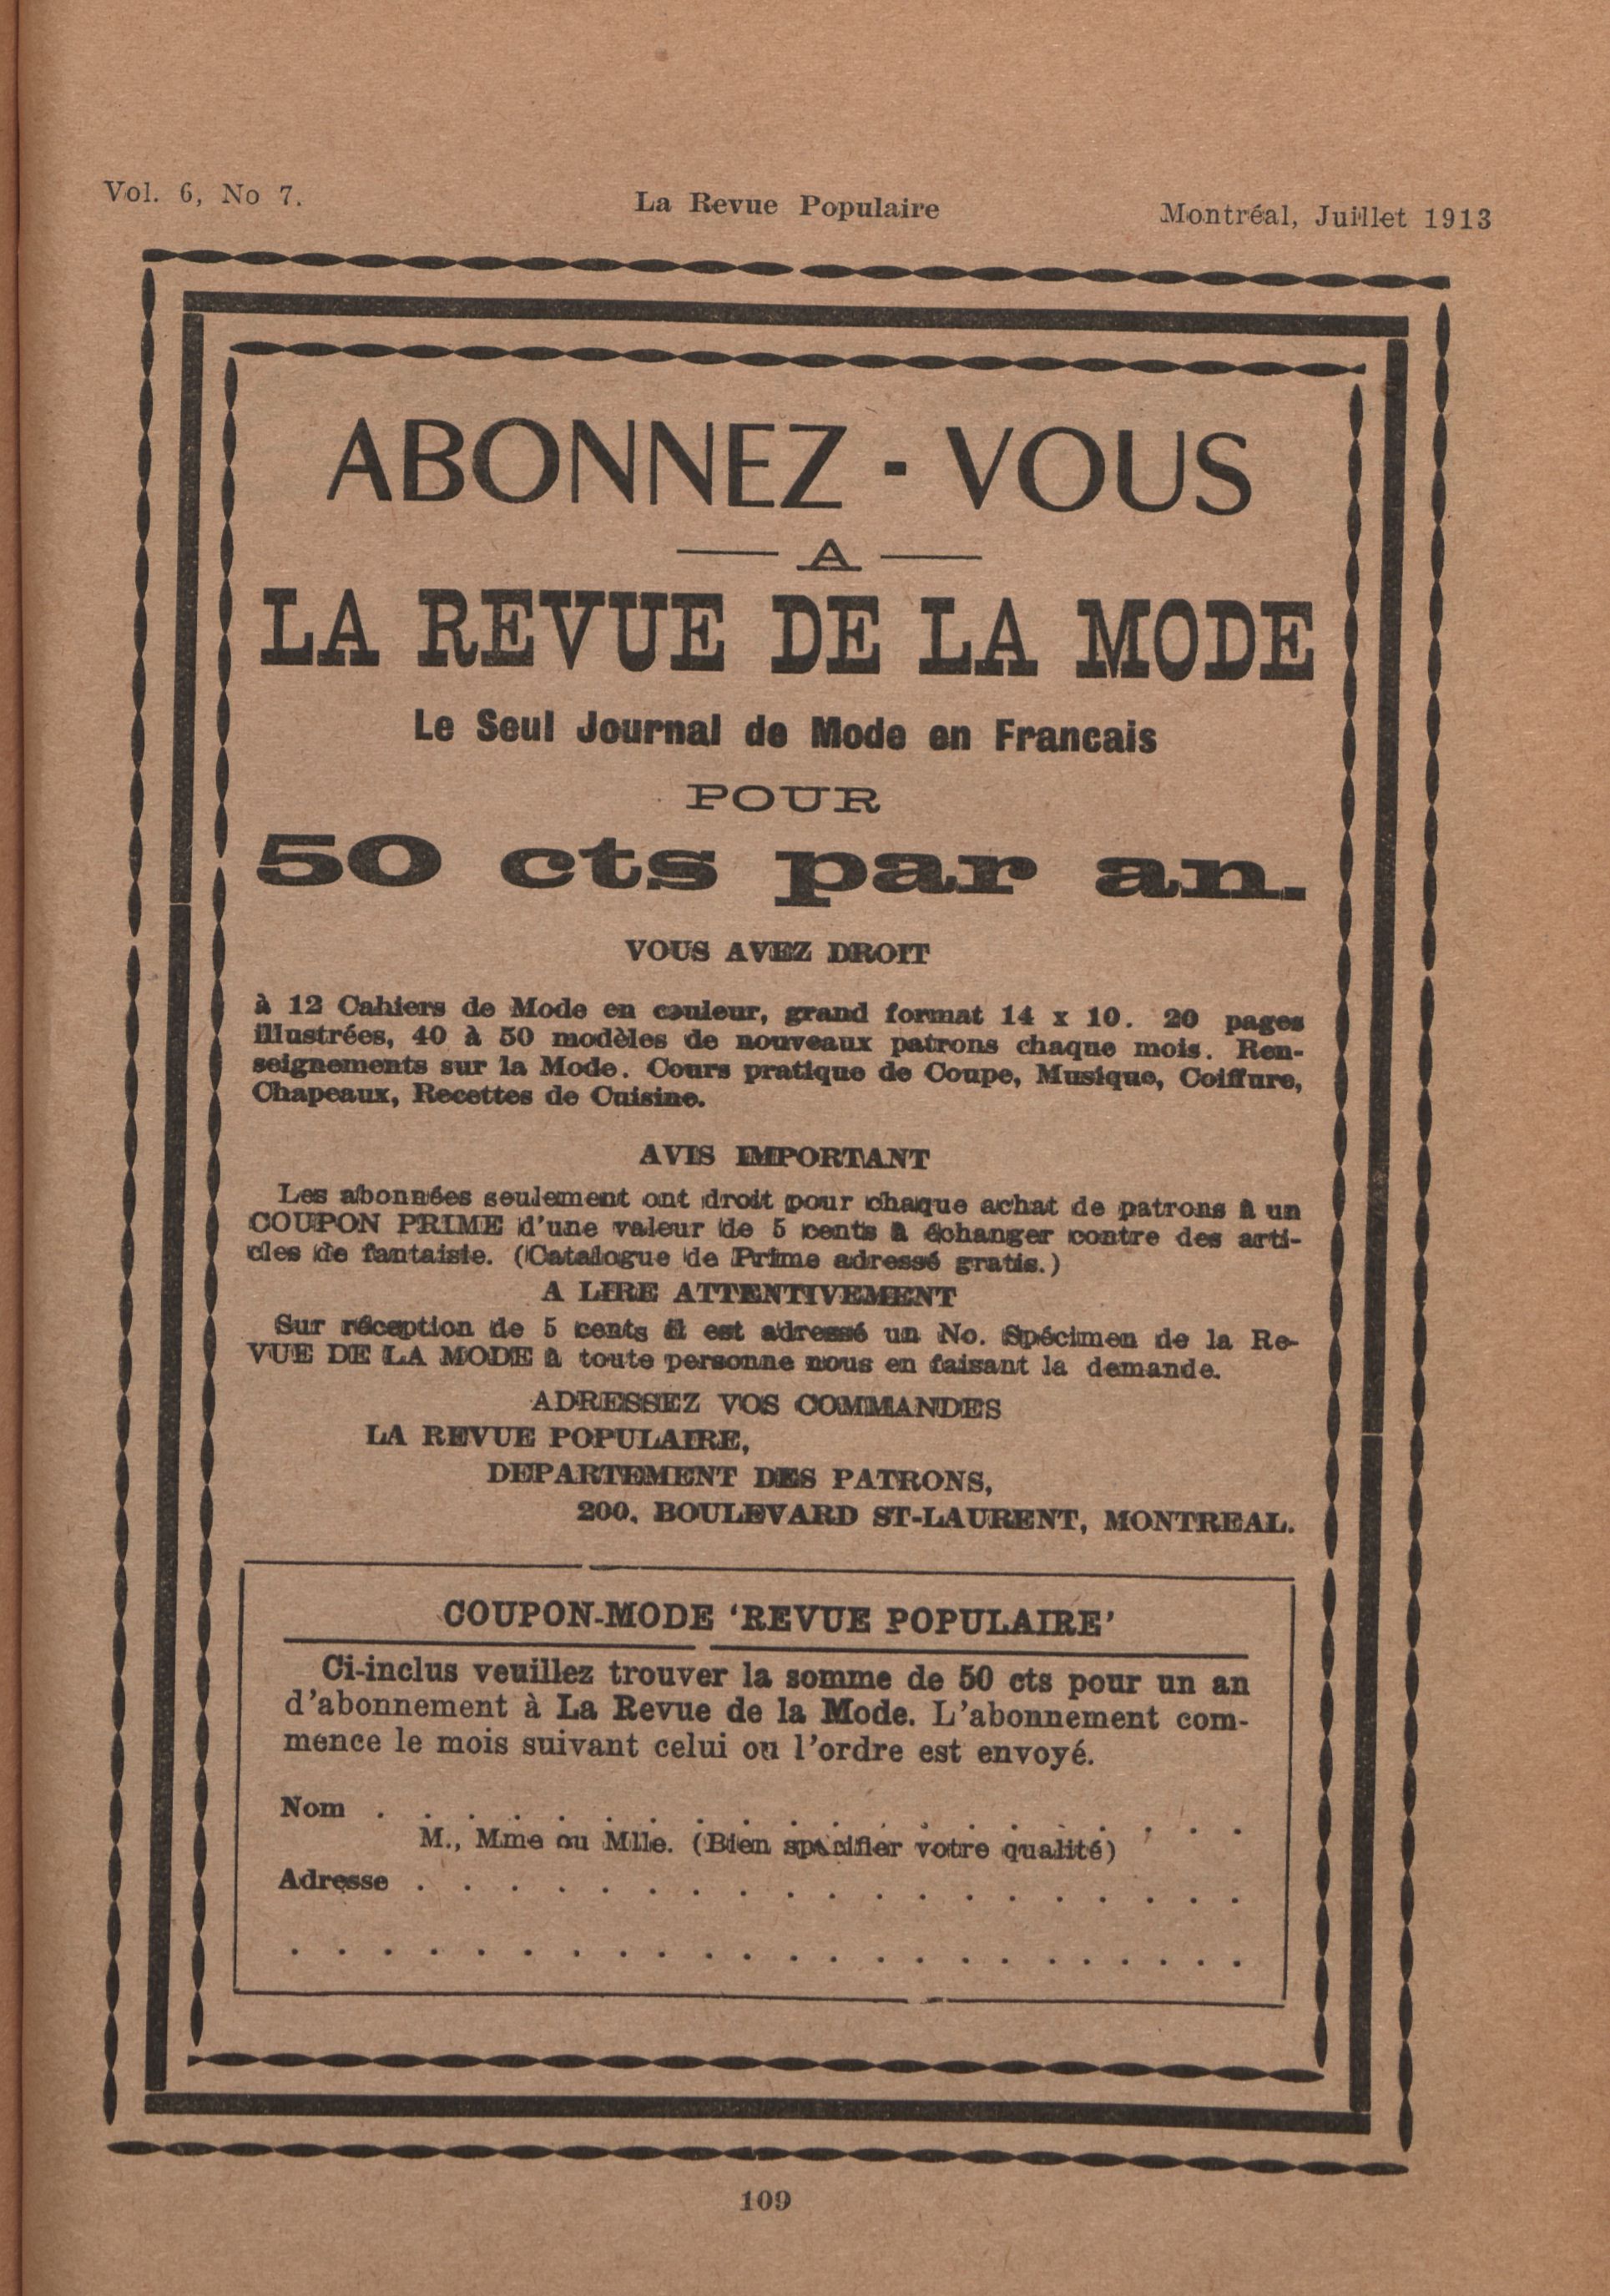 Vol. 6, No 7.
La Revue Populaire
Montréal, Juillet 1913
ABONNEZ - VOUS
A
LA REVUE DE LA MODE
Le Seul Journal de Mode en Francais
POUR
50 cts par an.
VOUS AVEZ DROIT
à 12 Cahiers de Mode en couleur, grand format 14 x 10. 20 pages
illustrées, 40 à 50 modèles de nouveaux patrons chaque mois. Ren-
seignements sur la Mode. Cours pratique de Coupe, Musique, Coiffure,
Chapeaux, Recettes de Cuisine.
AVIS IMPORTANT
Les abonnées seulement ont droit pour chaque achat de patrons à un
COUPON PRIME d'une valeur de 5 cents à échanger contre des arti-
cles de fantaisie. (Catalogue de Prime adressé gratis.)
A LIRE ATTENTIVEMENT
Sur réception de 5 cents il est adressé un No. Spécimen de la Re-
VUE DE LA MODE à toute personne nous en faisant la demande.
ADRESSEZ VOS COMMANDES
LA REVUE POPULAIRE,
DEPARTEMENT DES PATRONS,
200, BOULEVARD ST-LAURENT, MONTREAL.
COUPON-MODE 'REVUE POPULAIRE'
Ci-inclus veuillez trouver la somme de 50 cts pour un an
d'abonnement à La Revue de la Mode. L'abonnement com-
mence le mois suivant celui ou l'ordre est envoyé.
Nom . . . . . . . . . . . . . . . . . . . .
M., Mme ou Mlle. (Bien spécifier votre qualité)
Adresse . . . . . . . . . . . . . . . . . . .
. . . . . . . . . . . . . . . . . . . . . .
109